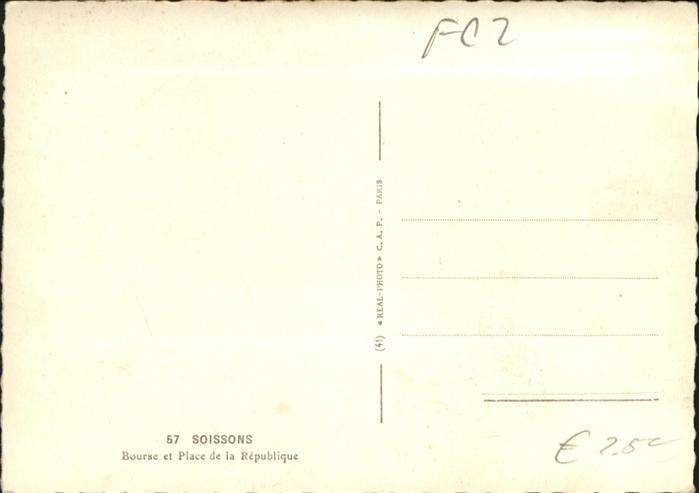 FC2
(41) « REAL-PHOTO » C. A. P. - PARIS
57 SOISSONS
Bourse et Place de la République
€ 2.50